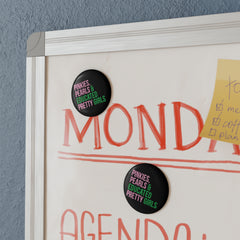 PINKIES,
PEARLS &
EDUCATED
PRETTY GIRLS
MONDA
PINKIES,
PEARLS &
EDUCATED
PRETTY GIRLS
AGENDA: